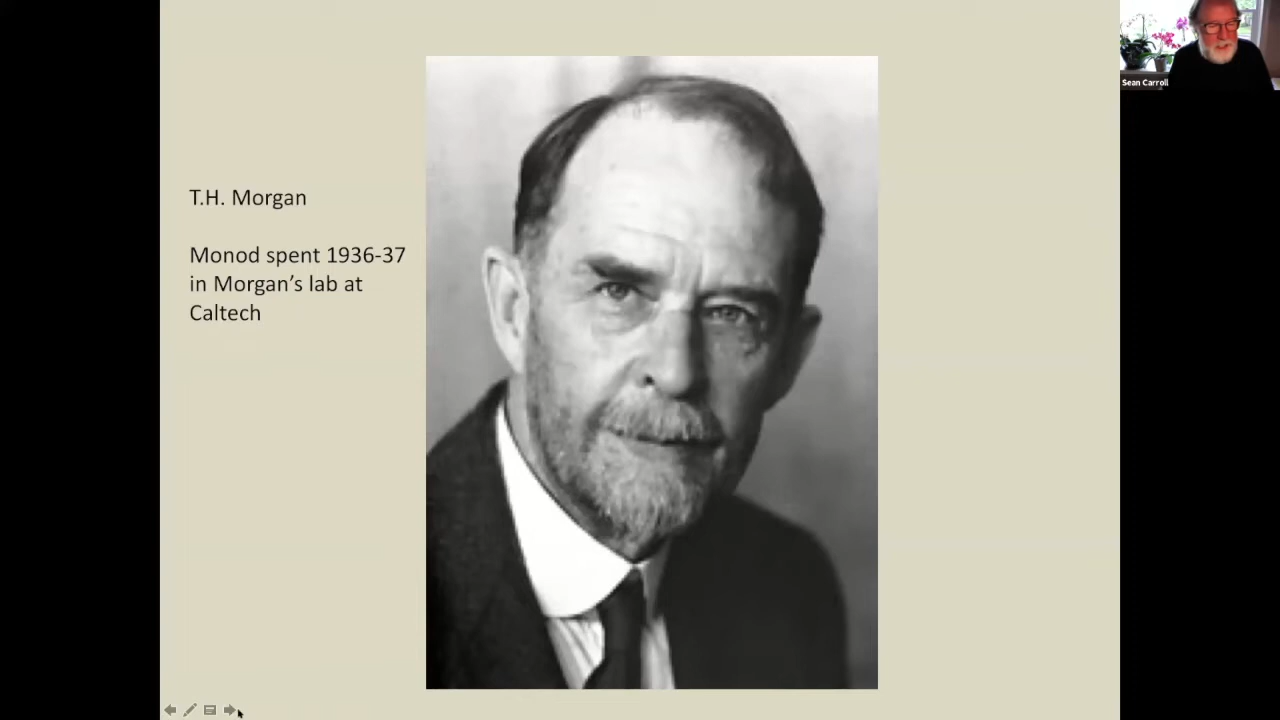 T.H. Morgan
Monod spent 1936-37
in Morgan’s lab at
Caltech
Sean Carroll